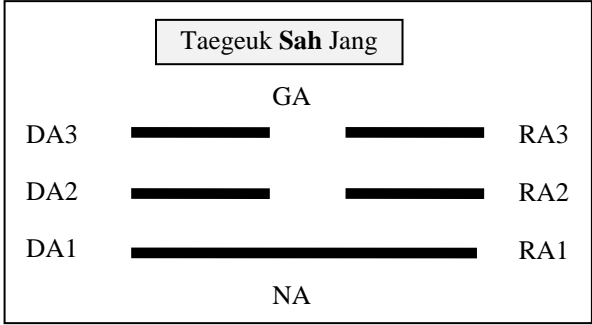 Taegeuk Sah Jang
GA
DA3 RA3
DA2 RA2
DA1 RA1
NA